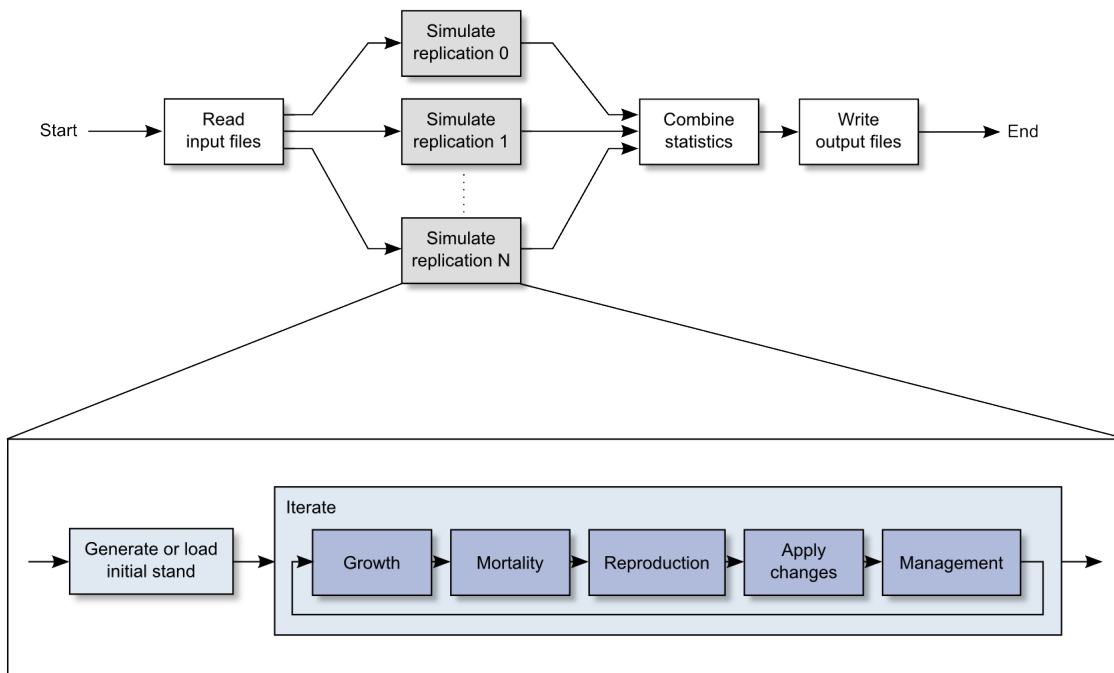 Simulate
replication 0
Start
Read
input files
Simulate
replication 1
Combine
statistics
Write
output files
End
Simulate
replication N
Iterate
Generate or load
initial stand
Growth
Mortality
Reproduction
Apply
changes
Management